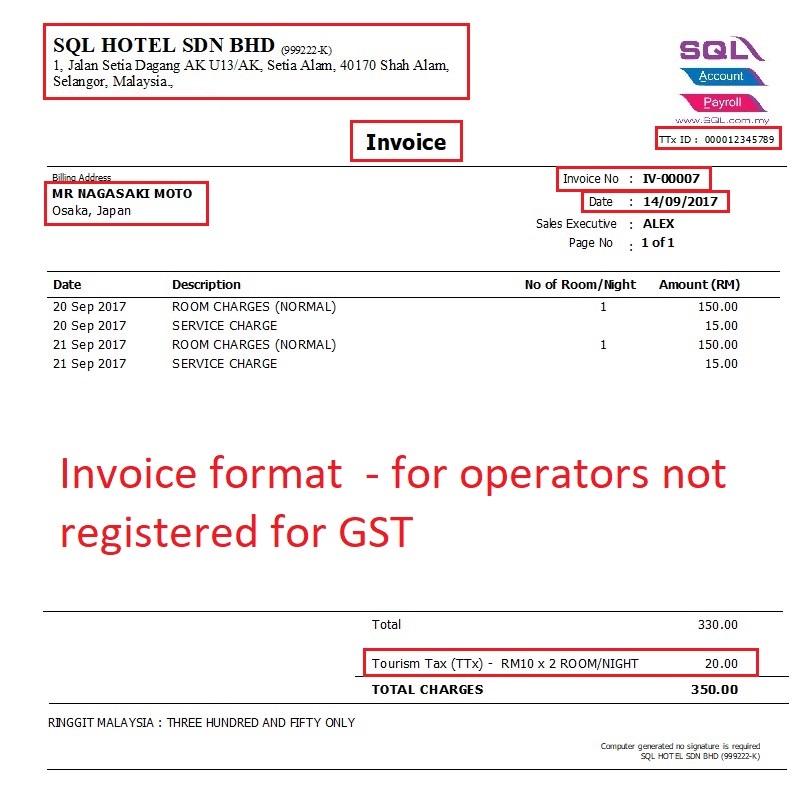 SQL HOTEL SDN BHD (999222-K)
1, Jalan Setia Dagang AK U13/AK, Setia Alam, 40170 Shah Alam,
Selangor, Malaysia.,
SQL
Account
Payroll
www.SQL.com.my
TTx ID : 000012345789
Invoice
Billing Address
MR NAGASAKI MOTO
Osaka, Japan
Invoice No : IV-00007
Date : 14/09/2017
Sales Executive : ALEX
Page No : 1 of 1
Date Description No of Room/Night Amount (RM)
20 Sep 2017 ROOM CHARGES (NORMAL) 1 150.00
20 Sep 2017 SERVICE CHARGE 15.00
21 Sep 2017 ROOM CHARGES (NORMAL) 1 150.00
21 Sep 2017 SERVICE CHARGE 15.00
Invoice format - for operators not
registered for GST
Total 330.00
Tourism Tax (TTx) - RM10 x 2 ROOM/NIGHT 20.00
TOTAL CHARGES 350.00
RINGGIT MALAYSIA : THREE HUNDRED AND FIFTY ONLY
Computer generated no signature is required
SQL HOTEL SDN BHD (999222-K)